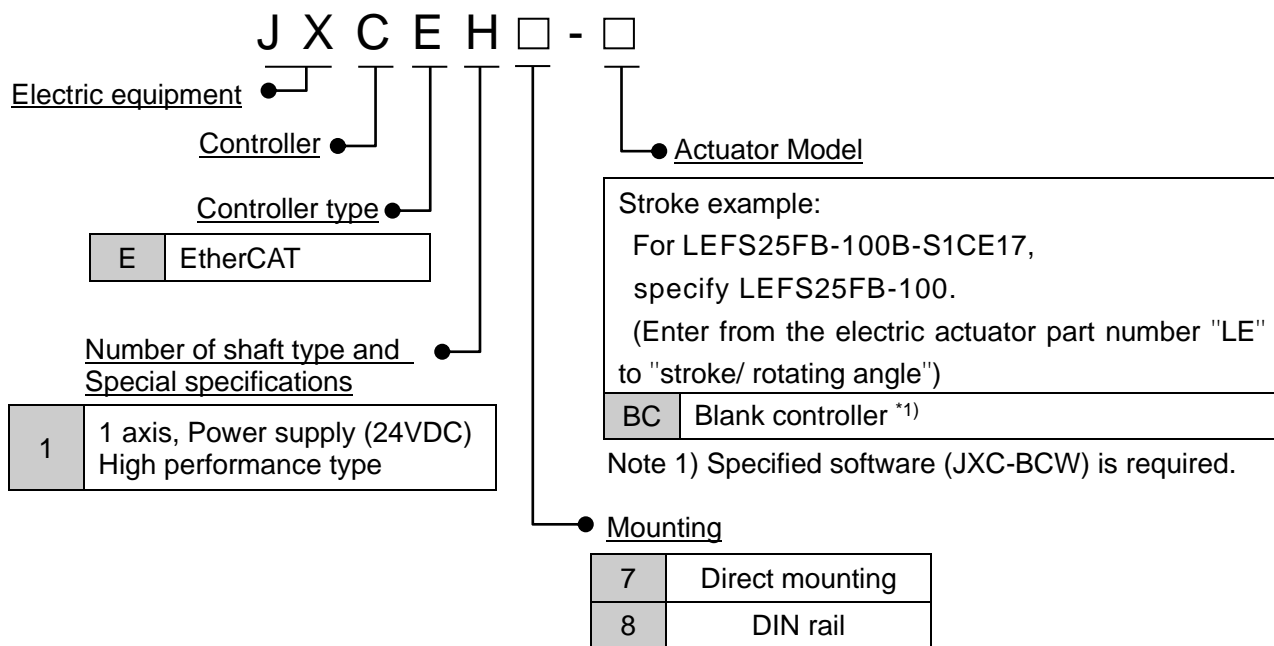 J X C E H □ - □
Electric equipment
Controller
Actuator Model
Controller type
E EtherCAT
Stroke example:
For LEFS25FB-100B-S1CE17,
specify LEFS25FB-100.
(Enter from the electric actuator part number "LE"
to "stroke/ rotating angle")
BC Blank controller *1)
Note 1) Specified software (JXC-BCW) is required.
Number of shaft type and
Special specifications
1 1 axis, Power supply (24VDC)
High performance type
Mounting
7 Direct mounting
8 DIN rail